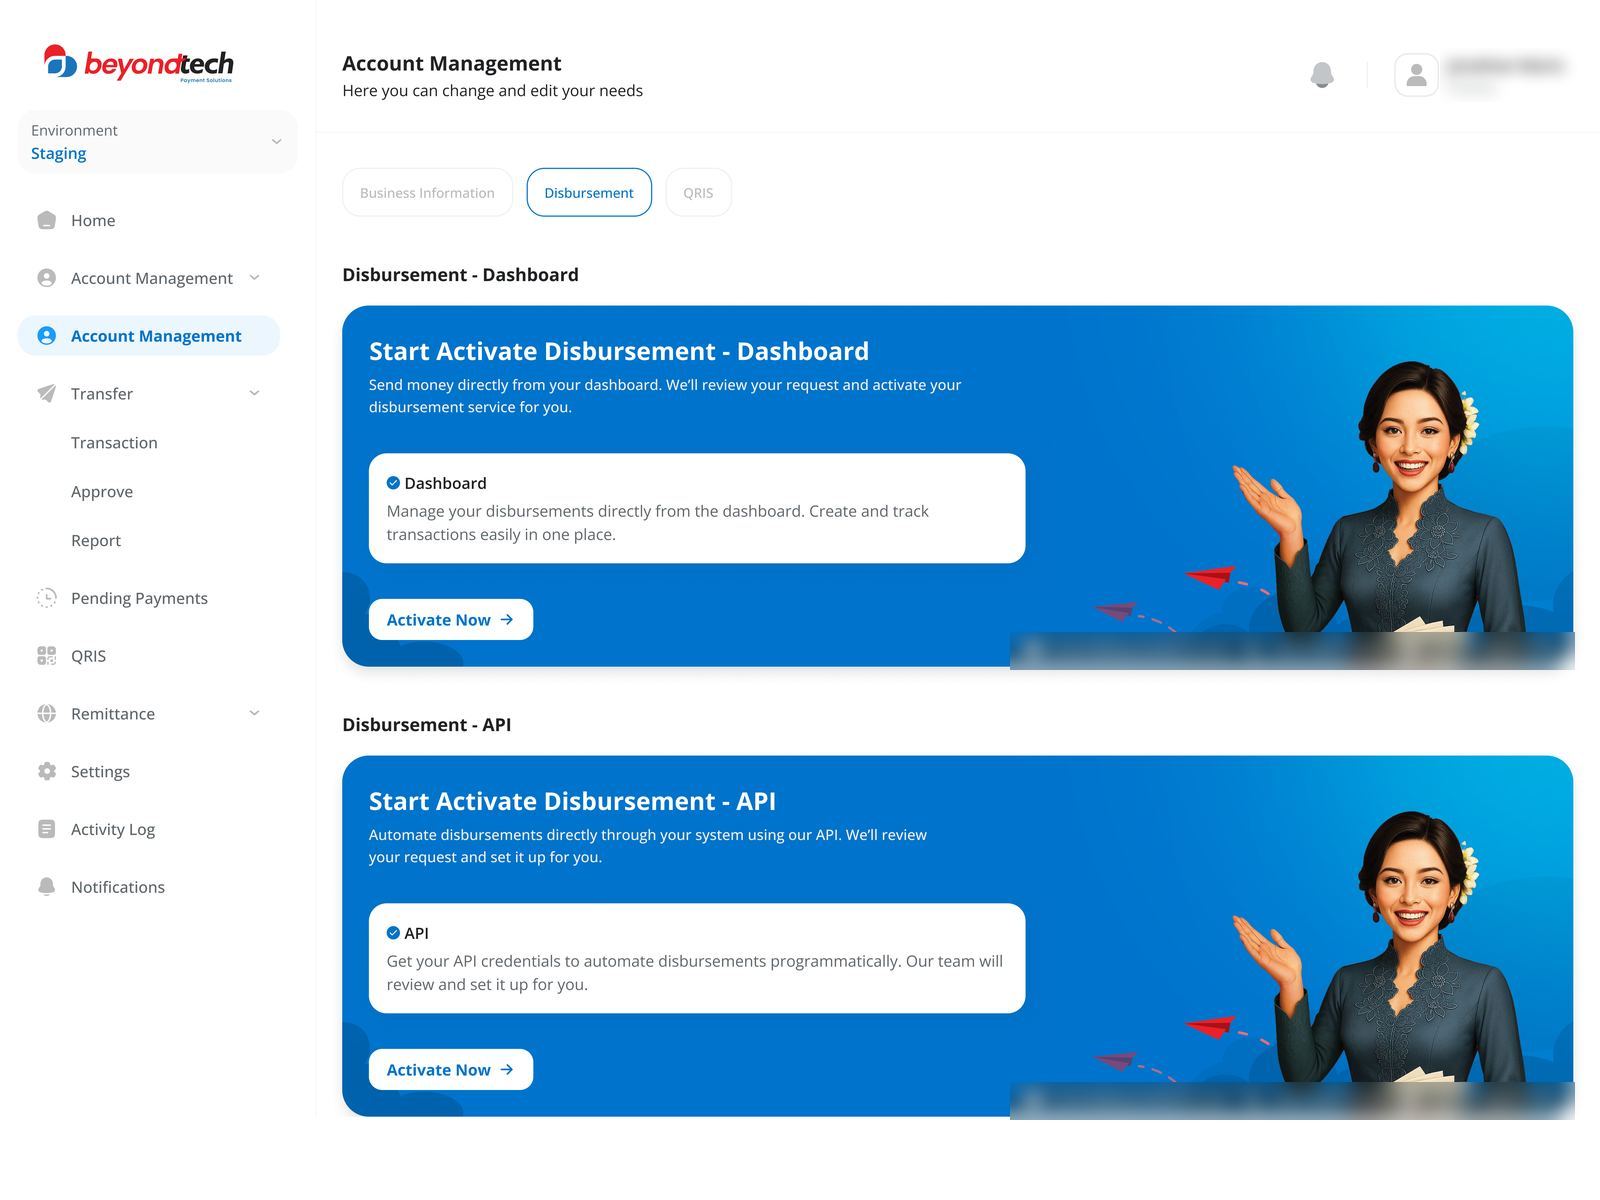 beyondtech
Payment Solutions
Environment
Staging
Home
Account Management
Account Management
Transfer
Transaction
Approve
Report
Pending Payments
QRIS
Remittance
Settings
Activity Log
Notifications
Account Management
Here you can change and edit your needs
Business Information
Disbursement
QRIS
Disbursement - Dashboard
Start Activate Disbursement - Dashboard
Send money directly from your dashboard. We’ll review your request and activate your
disbursement service for you.
Dashboard
Manage your disbursements directly from the dashboard. Create and track
transactions easily in one place.
Activate Now
Disbursement - API
Start Activate Disbursement - API
Automate disbursements directly through your system using our API. We’ll review
your request and set it up for you.
API
Get your API credentials to automate disbursements programmatically. Our team will
review and set it up for you.
Activate Now